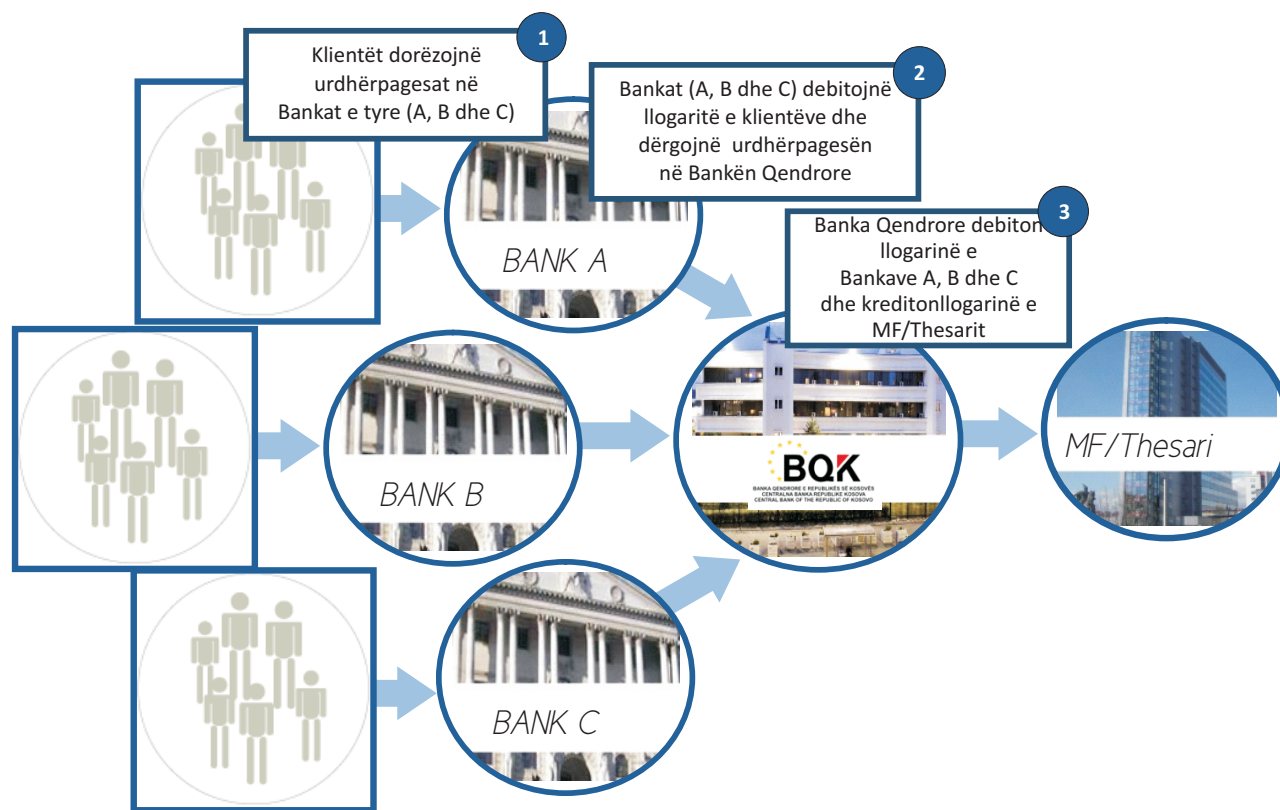 1
Klientët dorëzojnë
urdhërpagesat në
Bankat e tyre (A, B dhe C)
2
Bankat (A, B dhe C) debitojnë
llogaritë e klientëve dhe
dërgojnë urdhërpagesën
në Bankën Qendrore
3
Banka Qendrore debiton
llogarinë e
Bankave A, B dhe C
dhe kreditonllogarinë e
MF/Thesarit
BANK A
BANK B
BANK C
BQK
BANKA QENDRORE E REPUBLIKËS SË KOSOVËS
CENTRALNA BANKA REPUBLIKE KOSOVA
CENTRAL BANK OF THE REPUBLIC OF KOSOVO
MF/Thesari